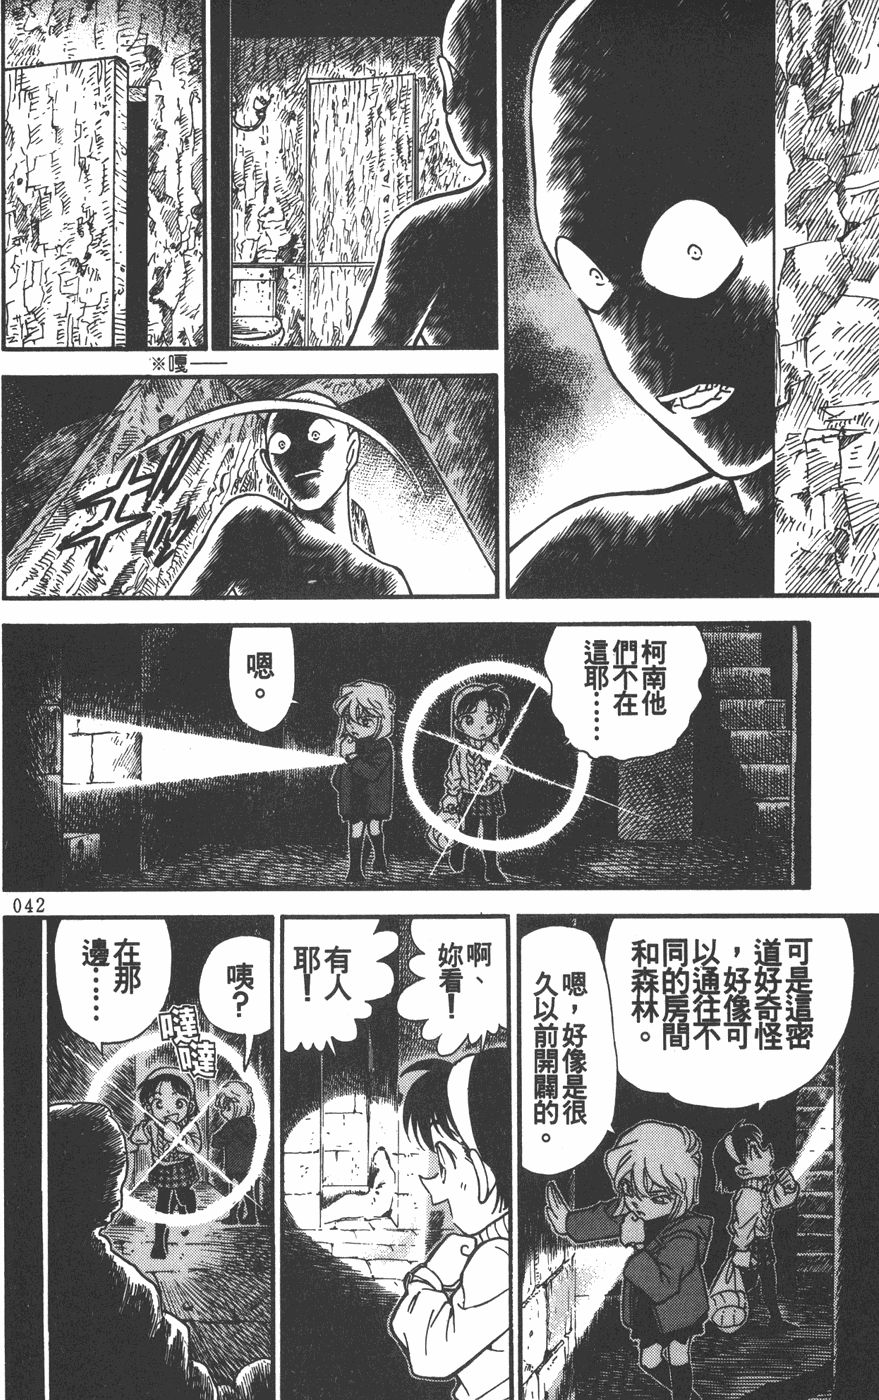 ※嘎——
柯南他
們不在
這耶……
嗯。
042
可是這密
道好奇怪
，好像可
以通往不
同的房間
和森林。
嗯，好像是很
久以前開闢的。
啊、
妳看！
有人
耶！
咦？
噠
噠
在那
邊……